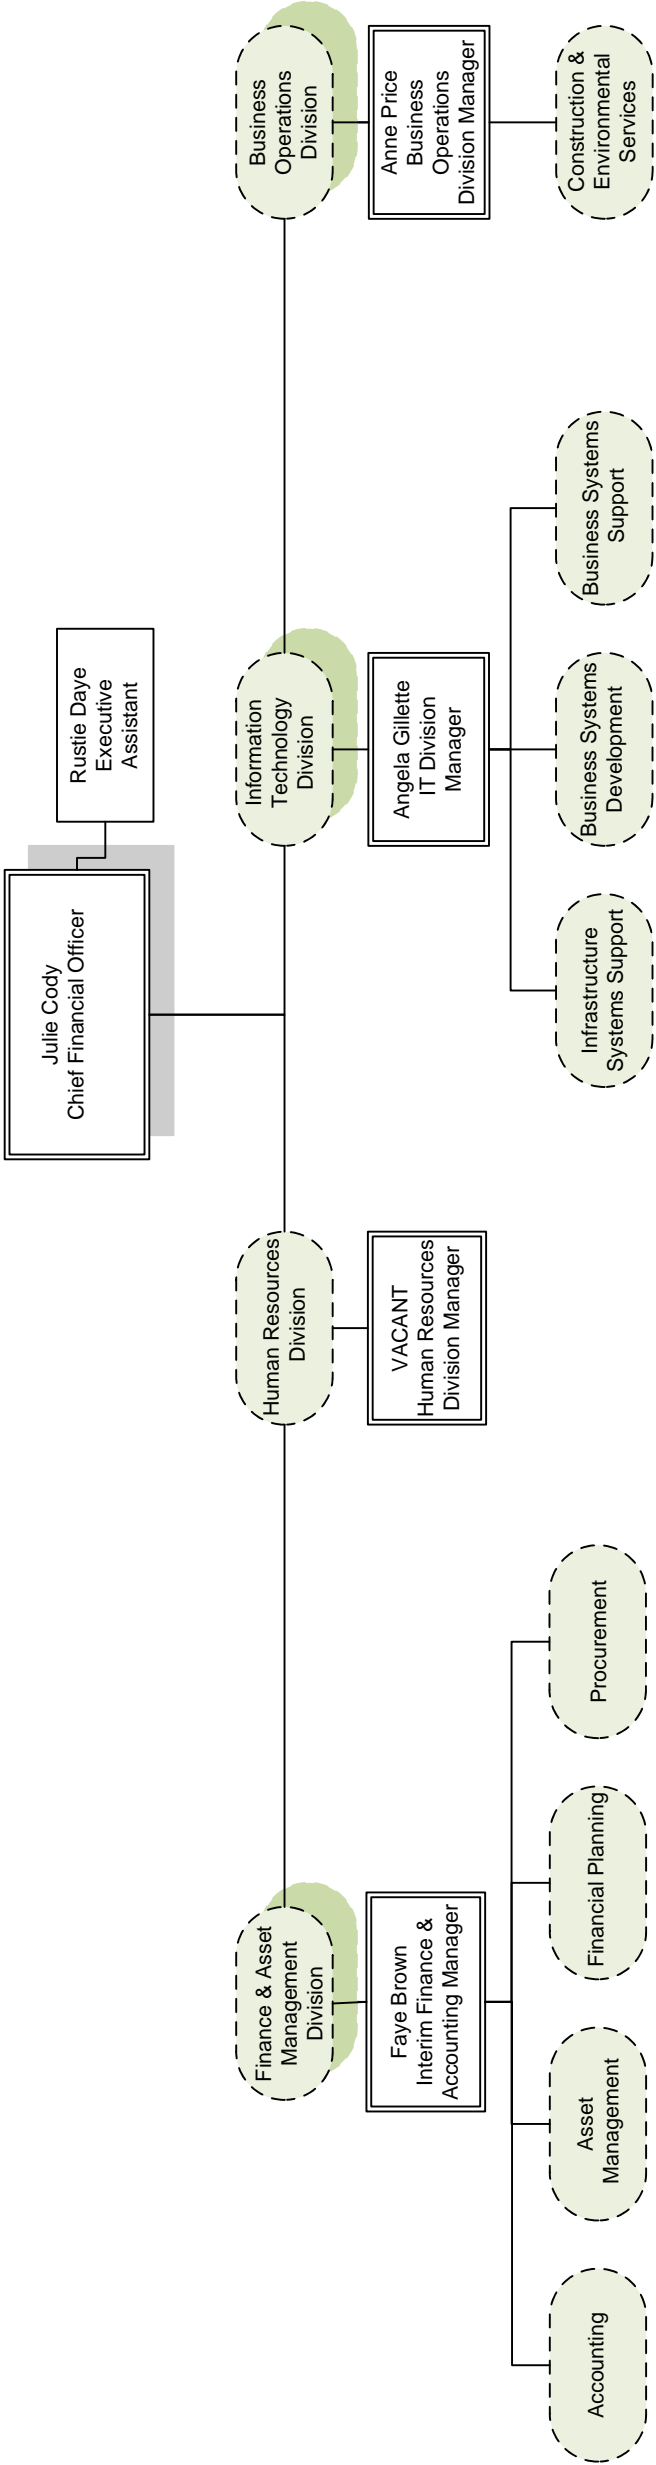 Julie Cody
Chief Financial Officer
Rustie Daye
Executive
Assistant
Finance & Asset
Management
Division
Human Resources
Division
Information
Technology
Division
Business
Operations
Division
Faye Brown
Interim Finance &
Accounting Manager
VACANT
Human Resources
Division Manager
Angela Gillette
IT Division
Manager
Anne Price
Business
Operations
Division Manager
Accounting
Asset
Management
Financial Planning
Procurement
Infrastructure
Systems Support
Business Systems
Development
Business Systems
Support
Construction &
Environmental
Services